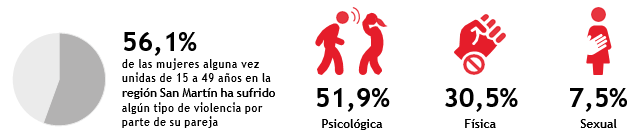 56,1%
de las mujeres alguna vez
unidas de 15 a 49 años en la
región San Martín ha sufrido
algún tipo de violencia por
parte de su pareja
51,9%
Psicológica
30,5%
Física
7,5%
Sexual